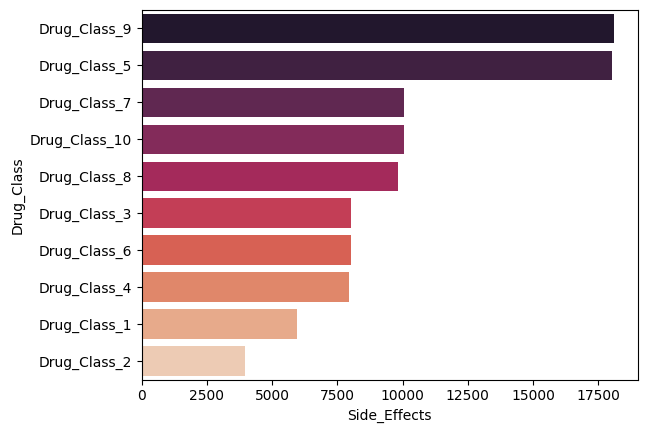 Drug_Class_9
Drug_Class_5
Drug_Class_7
Drug_Class_10
Drug_Class_8
Drug_Class_3
Drug_Class_6
Drug_Class_4
Drug_Class_1
Drug_Class_2
Drug_Class
0 2500 5000 7500 10000 12500 15000 17500
Side_Effects